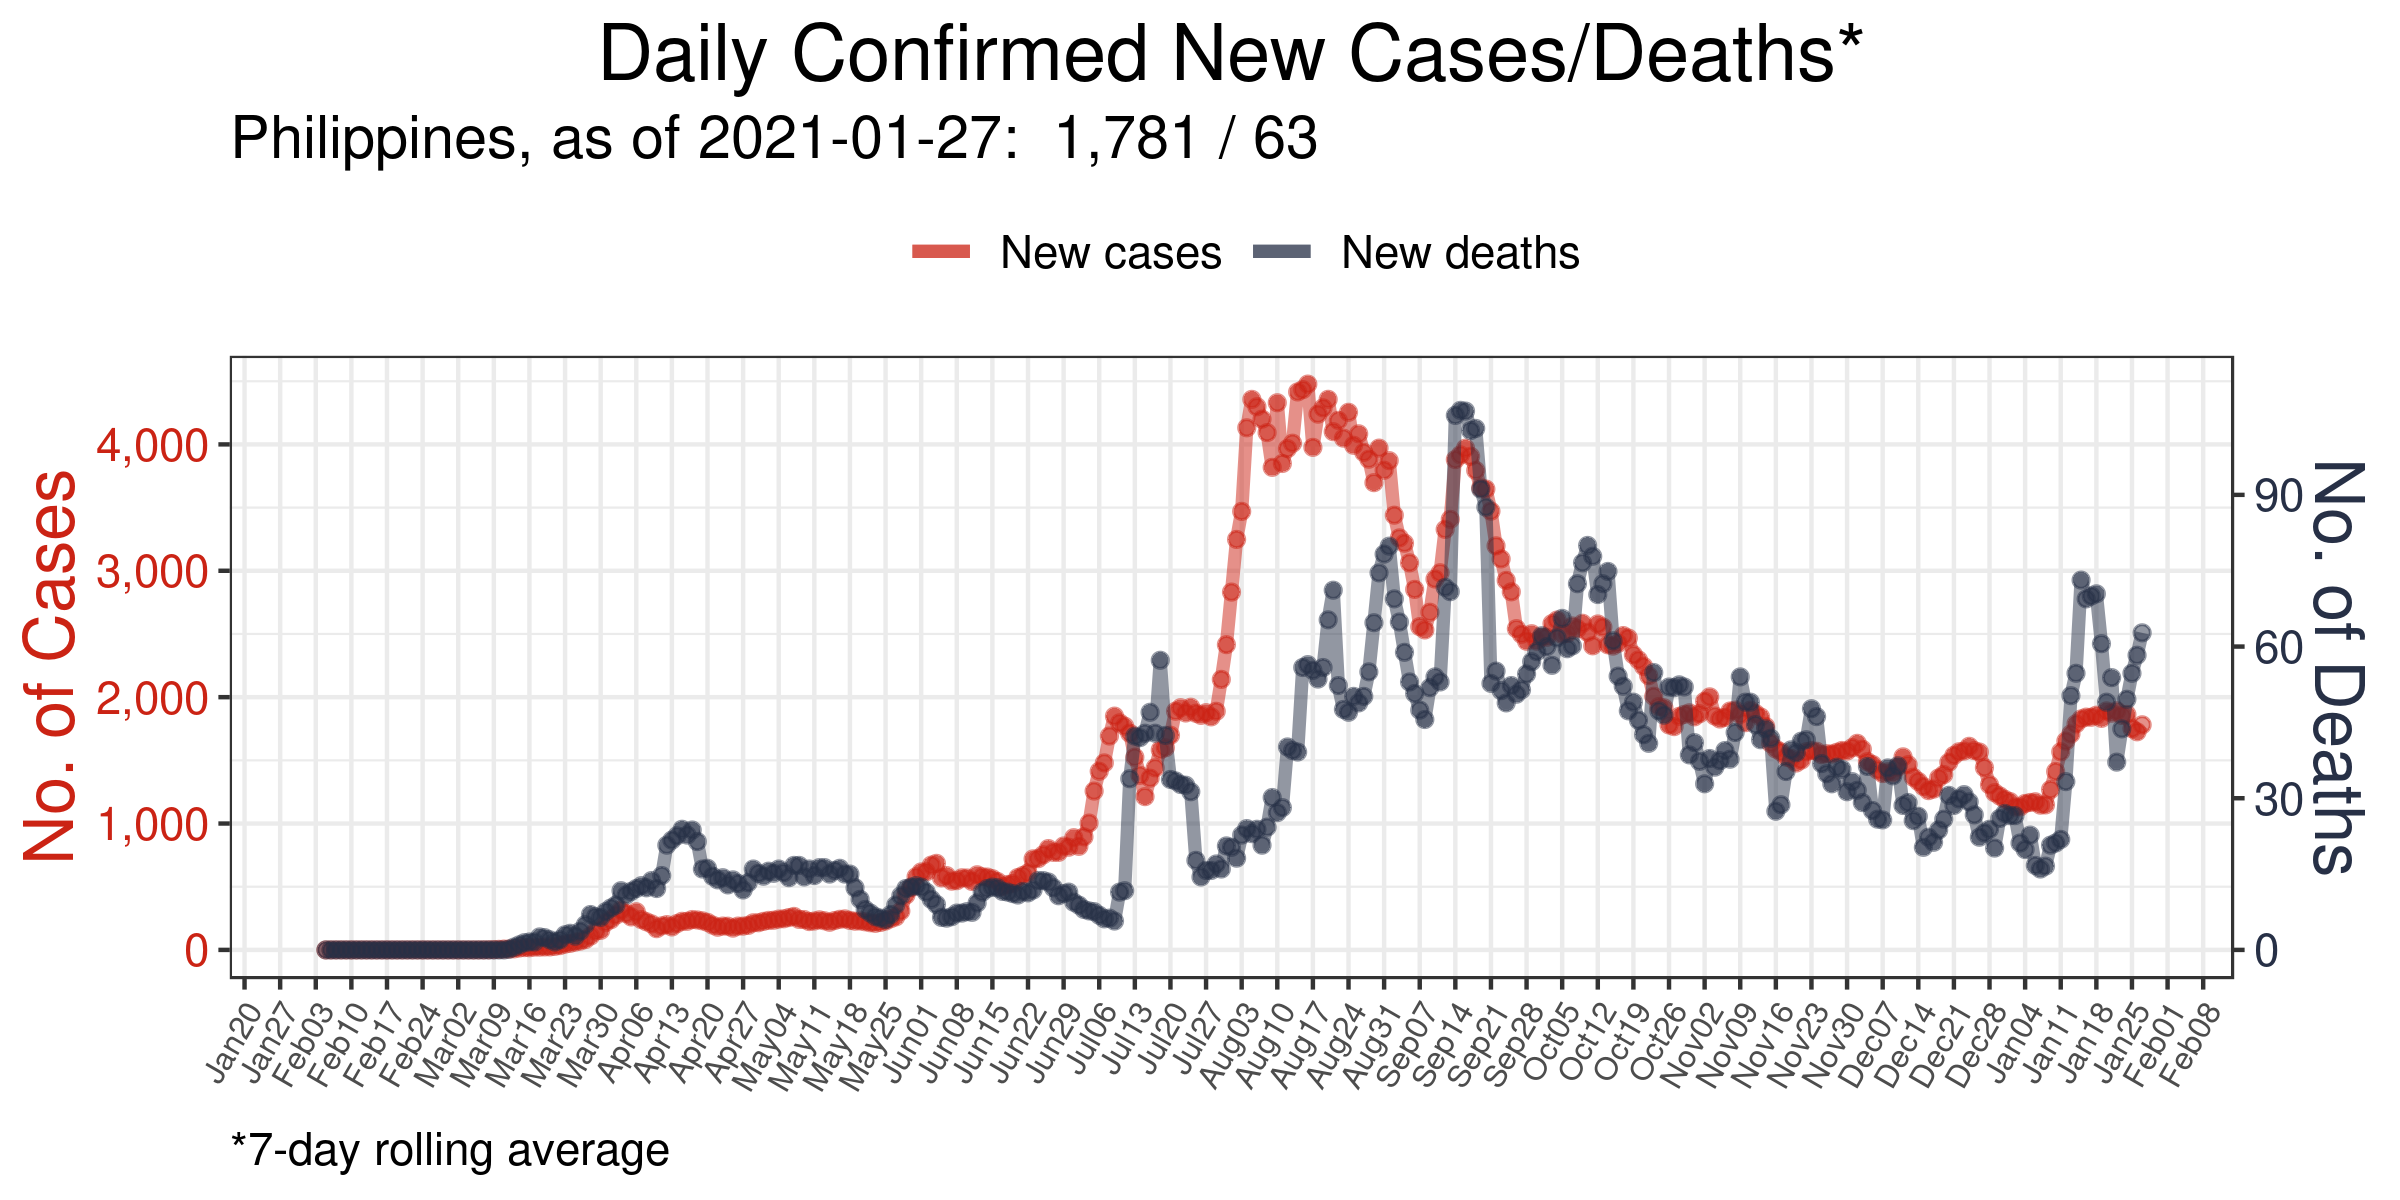 Daily Confirmed New Cases/Deaths*
Philippines, as of 2021-01-27:  1,781 / 63
New cases
New deaths
No. of Cases
4,000
3,000
2,000
1,000
0
No. of Deaths
90
60
30
0
Jan20
Jan27
Feb03
Feb10
Feb17
Feb24
Mar02
Mar09
Mar16
Mar23
Mar30
Apr06
Apr13
Apr20
Apr27
May04
May11
May18
May25
Jun01
Jun08
Jun15
Jun22
Jun29
Jul06
Jul13
Jul20
Jul27
Aug03
Aug10
Aug17
Aug24
Aug31
Sep07
Sep14
Sep21
Sep28
Oct05
Oct12
Oct19
Oct26
Nov02
Nov09
Nov16
Nov23
Nov30
Dec07
Dec14
Dec21
Dec28
Jan04
Jan11
Jan18
Jan25
Feb01
Feb08
*7-day rolling average